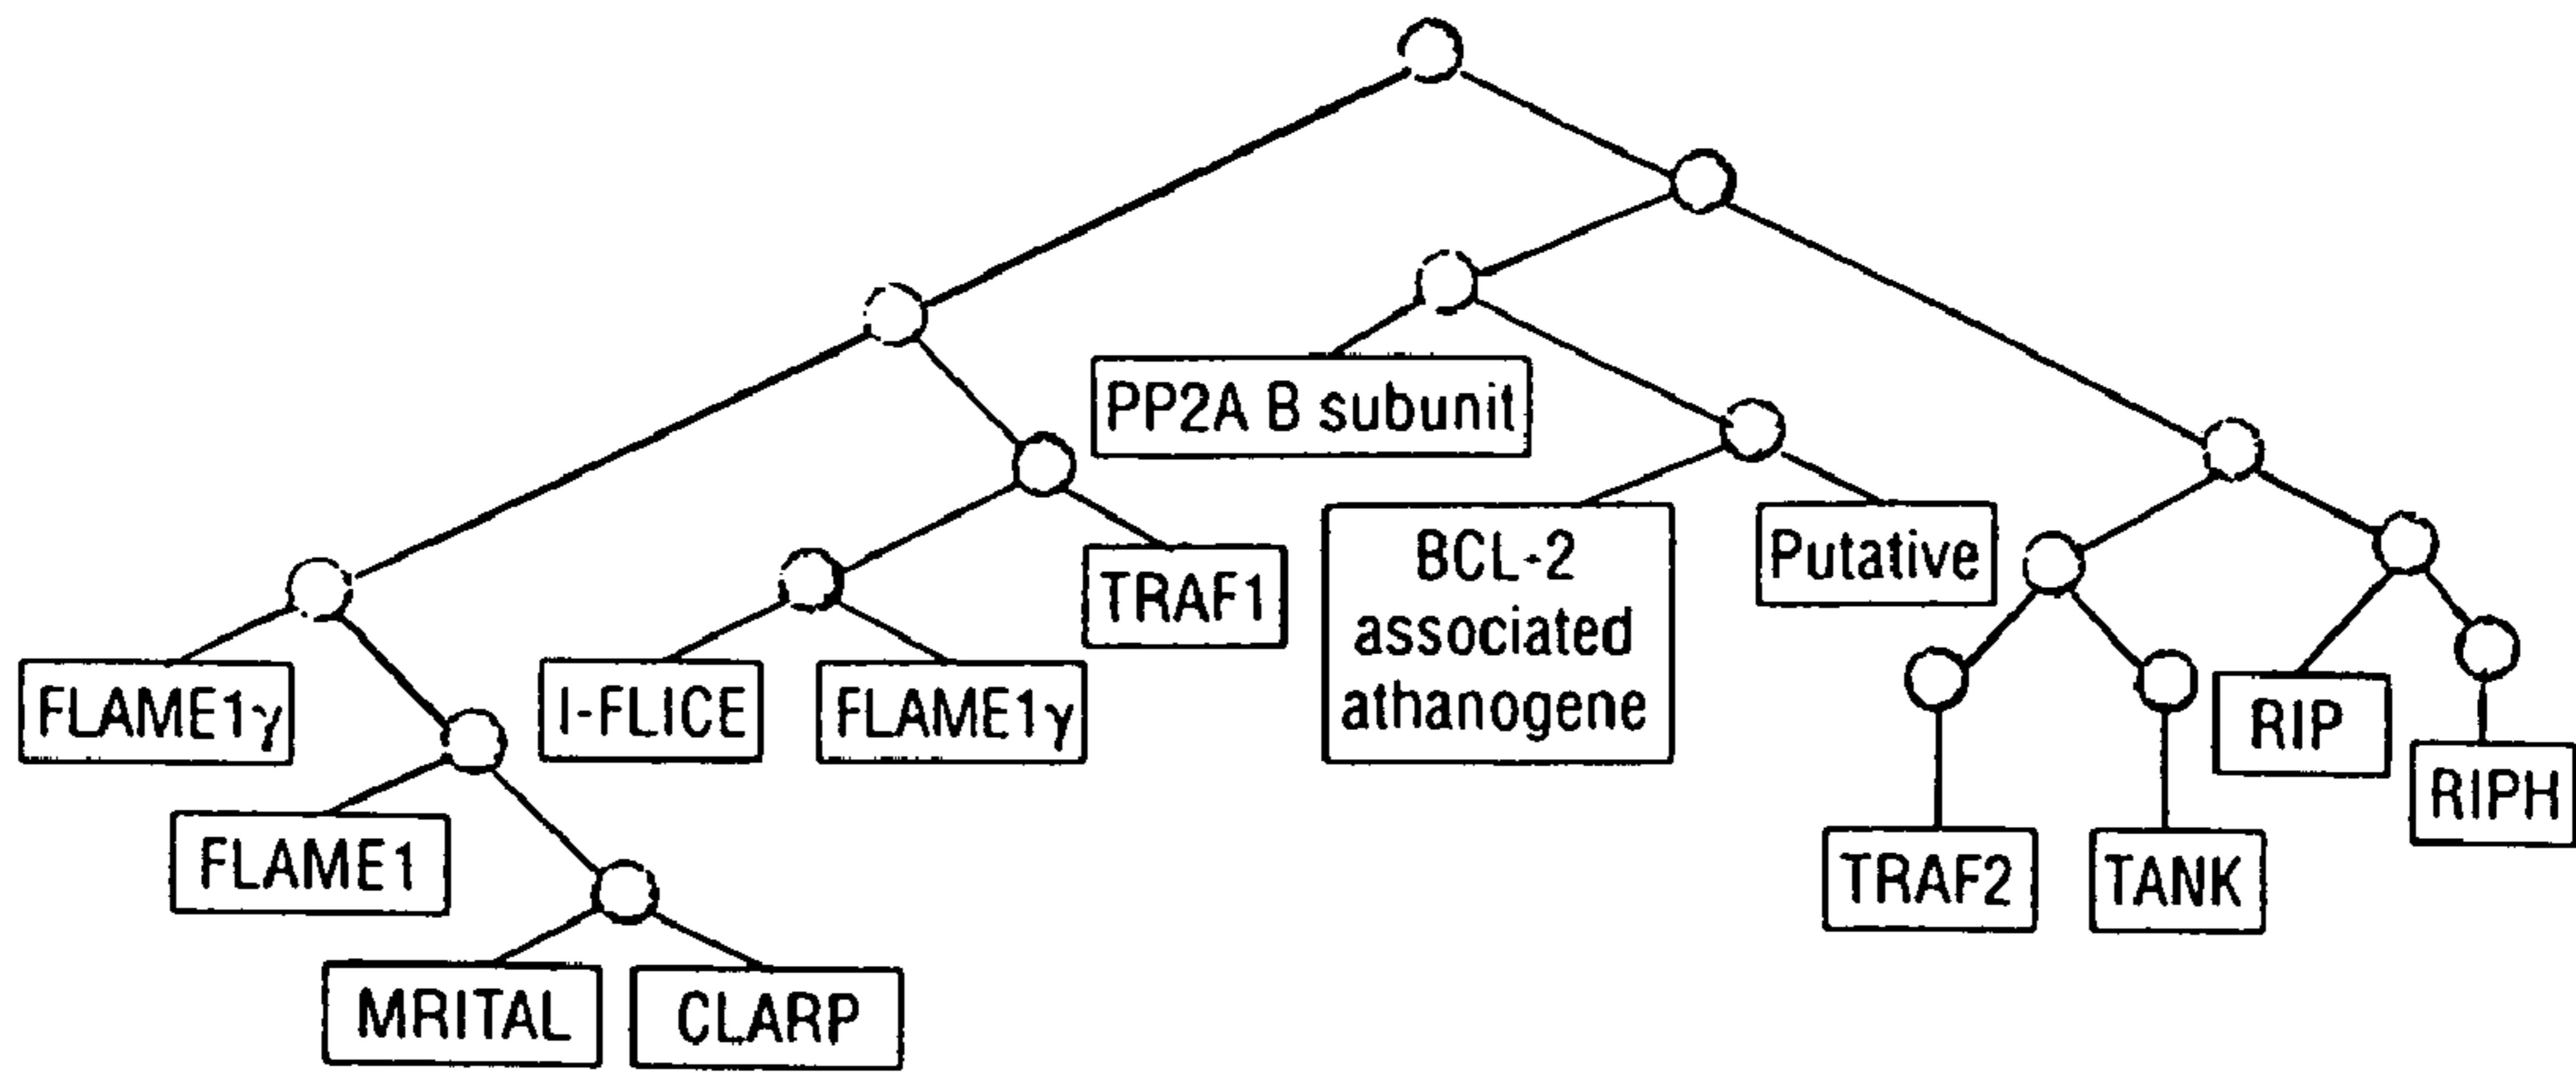 PP2A B subunit
BCL-2
associated
athanogene
Putative
TRAF1
FLAME1γ
I-FLICE
FLAME1γ
RIP
RIPH
FLAME1
TRAF2
TANK
MRITAL
CLARP